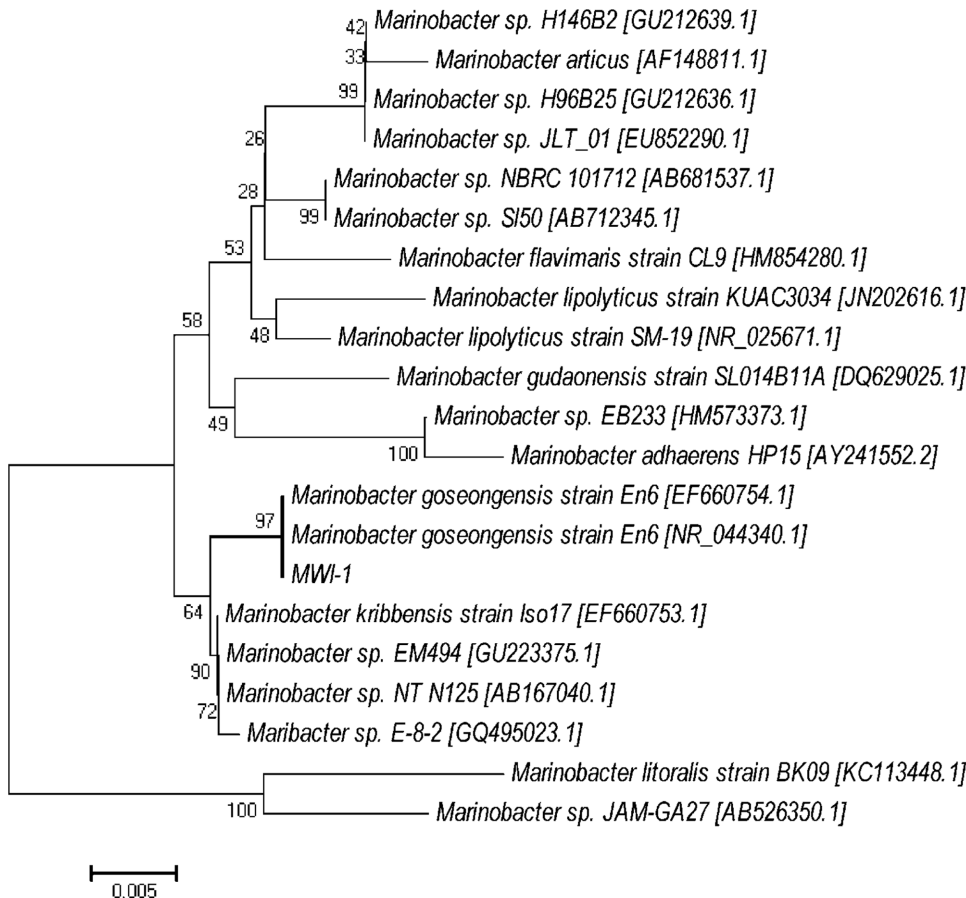 42
Marinobacter sp. H146B2 [GU212639.1]
33
Marinobacter articus [AF148811.1]
99
Marinobacter sp. H96B25 [GU212636.1]
26
Marinobacter sp. JLT_01 [EU852290.1]
Marinobacter sp. NBRC 101712 [AB681537.1]
28
99
Marinobacter sp. SI50 [AB712345.1]
53
Marinobacter flavimaris strain CL9 [HM854280.1]
Marinobacter lipolyticus strain KUAC3034 [JN202616.1]
58
48
Marinobacter lipolyticus strain SM-19 [NR_025671.1]
Marinobacter gudaonensis strain SL014B11A [DQ629025.1]
49
Marinobacter sp. EB233 [HM573373.1]
100
Marinobacter adhaerens HP15 [AY241552.2]
Marinobacter goseongensis strain En6 [EF660754.1]
97
Marinobacter goseongensis strain En6 [NR_044340.1]
MWI-1
64
Marinobacter kribbensis strain Iso17 [EF660753.1]
Marinobacter sp. EM494 [GU223375.1]
90
Marinobacter sp. NT N125 [AB167040.1]
72
Maribacter sp. E-8-2 [GQ495023.1]
Marinobacter litoralis strain BK09 [KC113448.1]
100
Marinobacter sp. JAM-GA27 [AB526350.1]
0.005